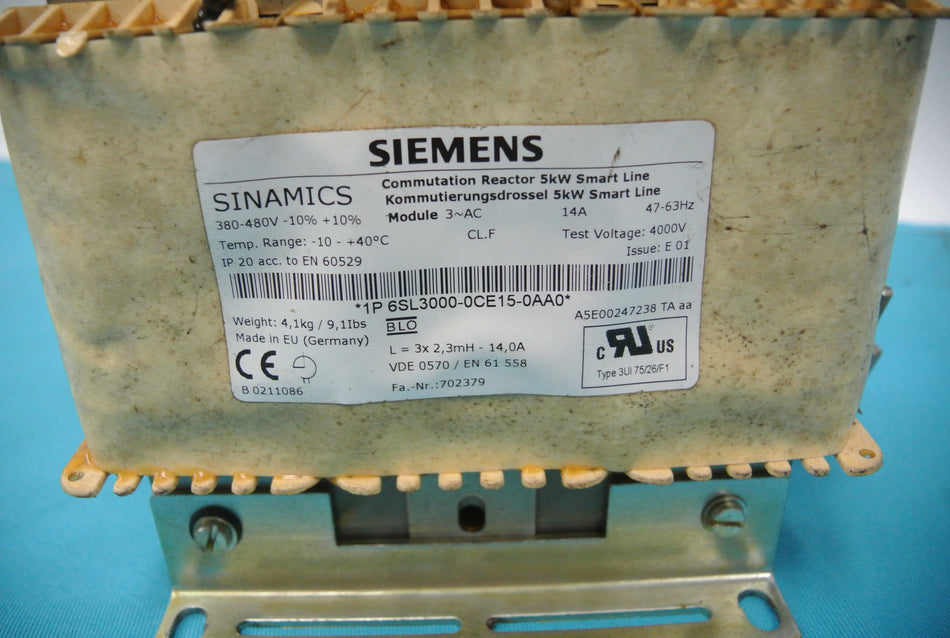 SIEMENS
SINAMICS
Commutation Reactor 5kW Smart Line
Kommutierungsdrossel 5kW Smart Line
Module 3~AC 14A 47-63Hz
380-480V -10% +10%
Temp. Range: -10 - +40°C CL.F Test Voltage: 4000V
IP 20 acc. to EN 60529 Issue: E 01
*1P 6SL3000-0CE15-0AA0*
A5E00247238 TA aa
Weight: 4,1kg / 9,1lbs BLO
Made in EU (Germany)
L = 3x 2,3mH - 14,0A
VDE 0570 / EN 61 558
Fa.-Nr.:702379
CE
B 0211086
c RU US
Type 3UI 75/26/F1